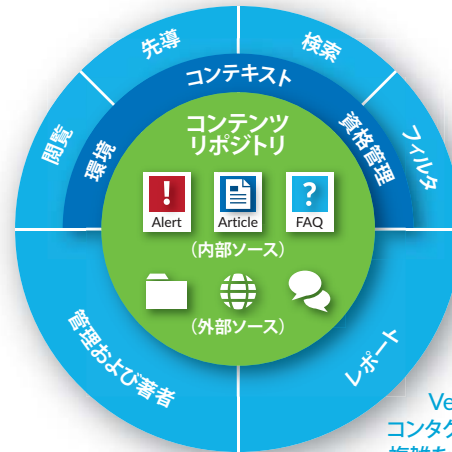 先導
検索
閲覧
フィルタ
コンテキスト
環境
資格管理
コンテンツ
リポジトリ
Alert
Article
FAQ
(内部ソース)
(外部ソース)
管理および著者
レポート
Ve
コンタク